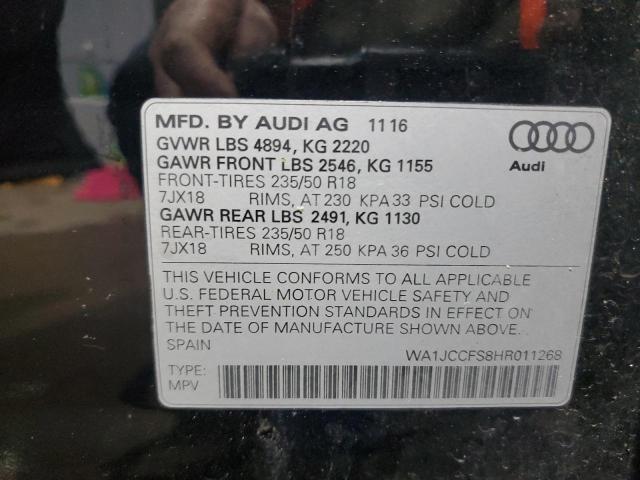 MFD. BY AUDI AG 1116
GVWR LBS 4894, KG 2220
GAWR FRONT LBS 2546, KG 1155
FRONT-TIRES 235/50 R18
7JX18 RIMS, AT 230 KPA 33 PSI COLD
GAWR REAR LBS 2491, KG 1130
REAR-TIRES 235/50 R18
7JX18 RIMS, AT 250 KPA 36 PSI COLD
Audi
THIS VEHICLE CONFORMS TO ALL APPLICABLE
U.S. FEDERAL MOTOR VEHICLE SAFETY AND
THEFT PREVENTION STANDARDS IN EFFECT ON
THE DATE OF MANUFACTURE SHOWN ABOVE.
SPAIN
WA1JCCFS8HR011268
TYPE:
MPV